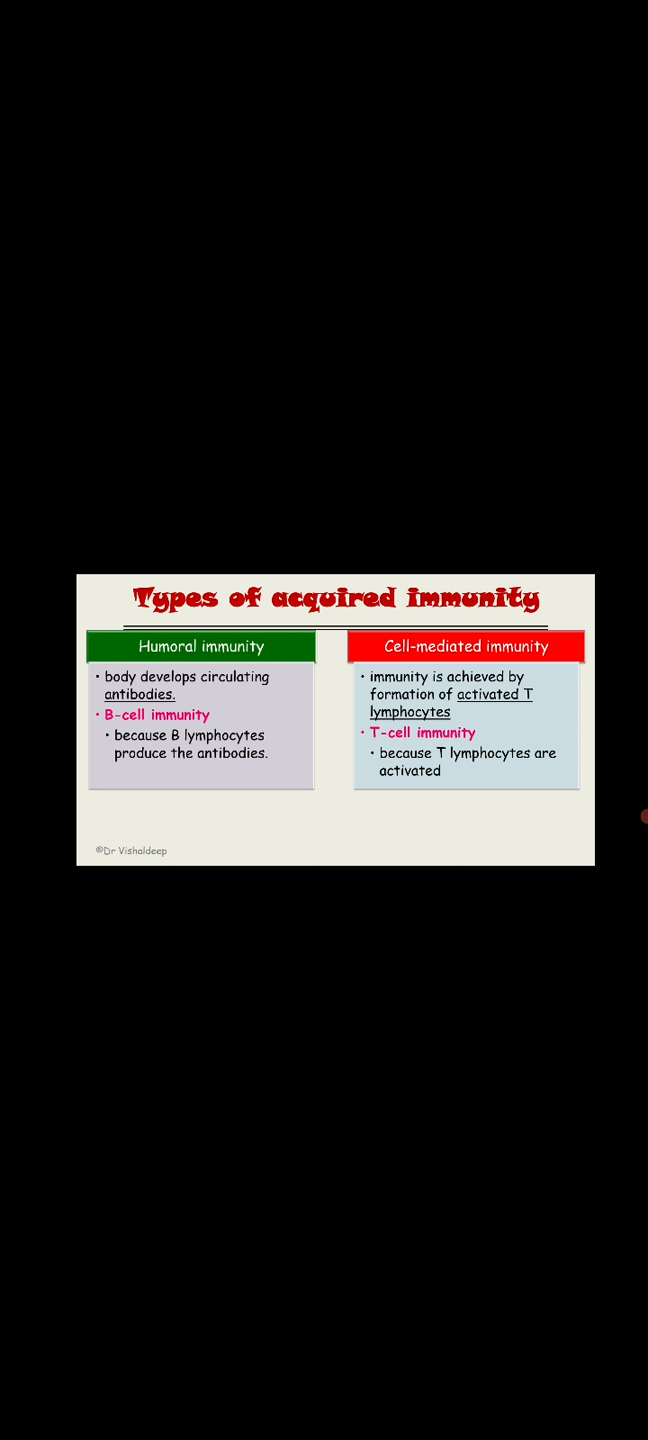 Types of acquired immunity
Humoral immunity
• body develops circulating
antibodies.
• B-cell immunity
• because B lymphocytes
produce the antibodies.
Cell-mediated immunity
• immunity is achieved by
formation of activated T
lymphocytes
• T-cell immunity
• because T lymphocytes are
activated
©Dr Vishaldeep